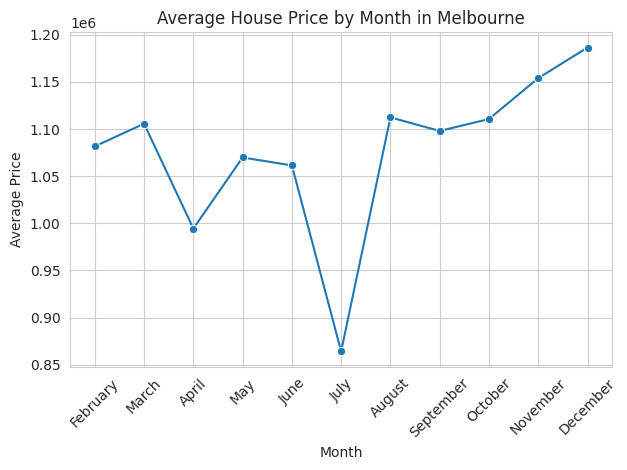 Average House Price by Month in Melbourne
1e6
1.20
1.15
1.10
1.05
1.00
0.95
0.90
0.85
Average Price
February
March
April
May
June
July
August
September
October
November
December
Month